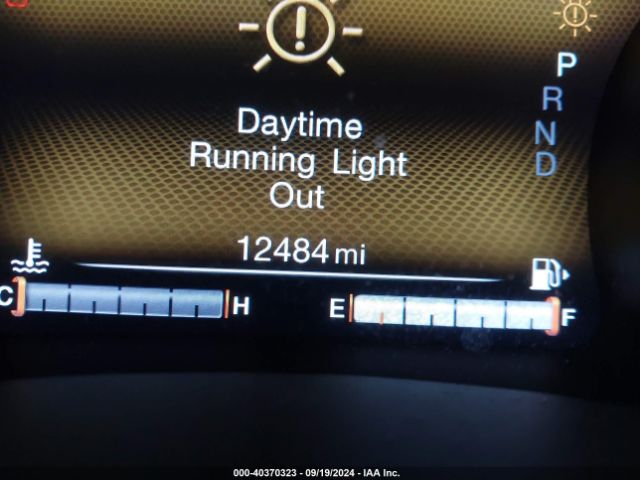 P
R
N
D
Daytime
Running Light
Out
12484 mi
C H E F
000-40370323 - 09/19/2024 - IAA Inc.